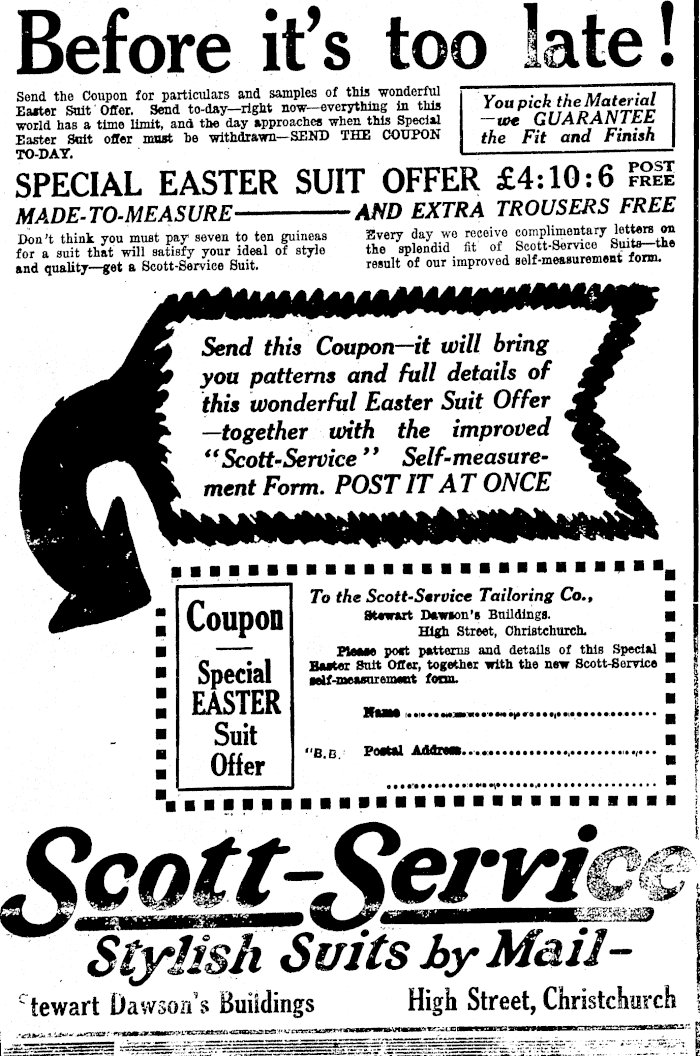 Before it's too late!
Send the Coupon for particulars and samples of this wonderful
Easter Suit Offer. Send to-day—right now—everything in this
world has a time limit, and the day approaches when this Special
Easter Suit offer must be withdrawn—SEND THE COUPON
TO-DAY.
You pick the Material
—we GUARANTEE
the Fit and Finish
SPECIAL EASTER SUIT OFFER £4:10:6 POST FREE
MADE-TO-MEASURE—AND EXTRA TROUSERS FREE
Don't think you must pay seven to ten guineas
for a suit that will satisfy your ideal of style
and quality—get a Scott-Service Suit.
Every day we receive complimentary letters on
the splendid fit of Scott-Service Suits—the
result of our improved self-measurement form.
Send this Coupon—it will bring
you patterns and full details of
this wonderful Easter Suit Offer
—together with the improved
"Scott-Service" Self-measure-
ment Form. POST IT AT ONCE
Coupon
—
Special
EASTER
Suit
Offer
To the Scott-Service Tailoring Co.,
Stewart Dawson's Buildings.
High Street, Christchurch.
Please post patterns and details of this Special
Easter Suit Offer, together with the new Scott-Service
self-measurement form.
Name ..........
"B.B. Postal Address..........
..........
Scott-Service
Stylish Suits by Mail-
Stewart Dawson's Buildings High Street, Christchurch